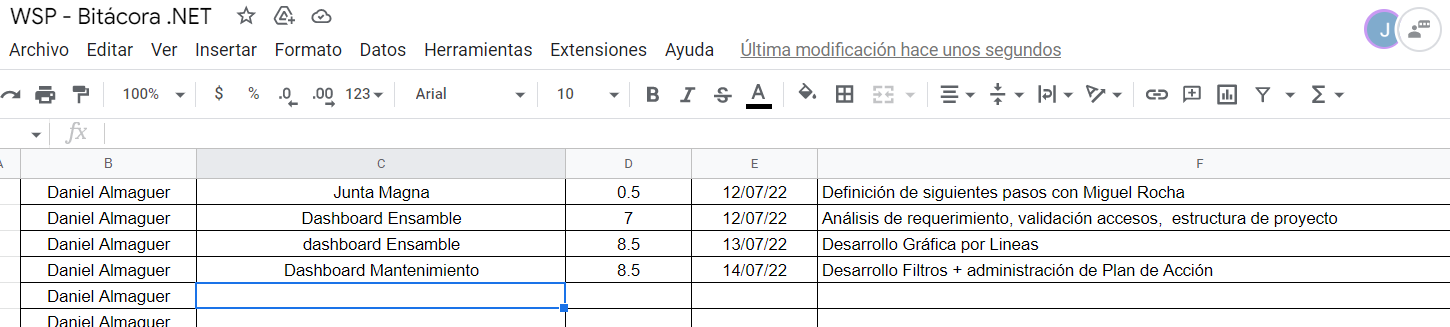 WSP - Bitácora .NET
Archivo Editar Ver Insertar Formato Datos Herramientas Extensiones Ayuda Última modificación hace unos segundos
J
100% $ % .0 .00 123 Arial 10 B I S A Σ
fx
A B C D E F
Daniel Almaguer Junta Magna 0.5 12/07/22 Definición de siguientes pasos con Miguel Rocha
Daniel Almaguer Dashboard Ensamble 7 12/07/22 Análisis de requerimiento, validación accesos, estructura de proyecto
Daniel Almaguer dashboard Ensamble 8.5 13/07/22 Desarrollo Gráfica por Lineas
Daniel Almaguer Dashboard Mantenimiento 8.5 14/07/22 Desarrollo Filtros + administración de Plan de Acción
Daniel Almaguer
Daniel Almaguer